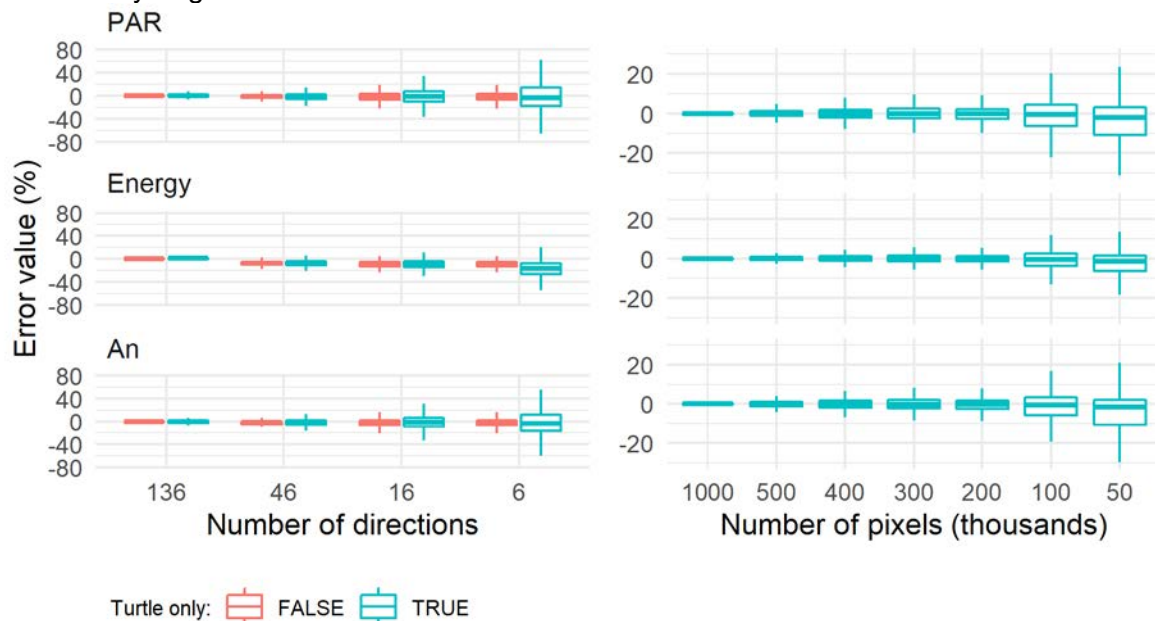 PAR
80
40
0
-40
-80
20
0
-20
Energy
80
40
0
-40
-80
20
0
-20
An
80
40
0
-40
-80
20
0
-20
Error value (%)
136 46 16 6
1000 500 400 300 200 100 50
Number of directions
Number of pixels (thousands)
Turtle only: FALSE TRUE